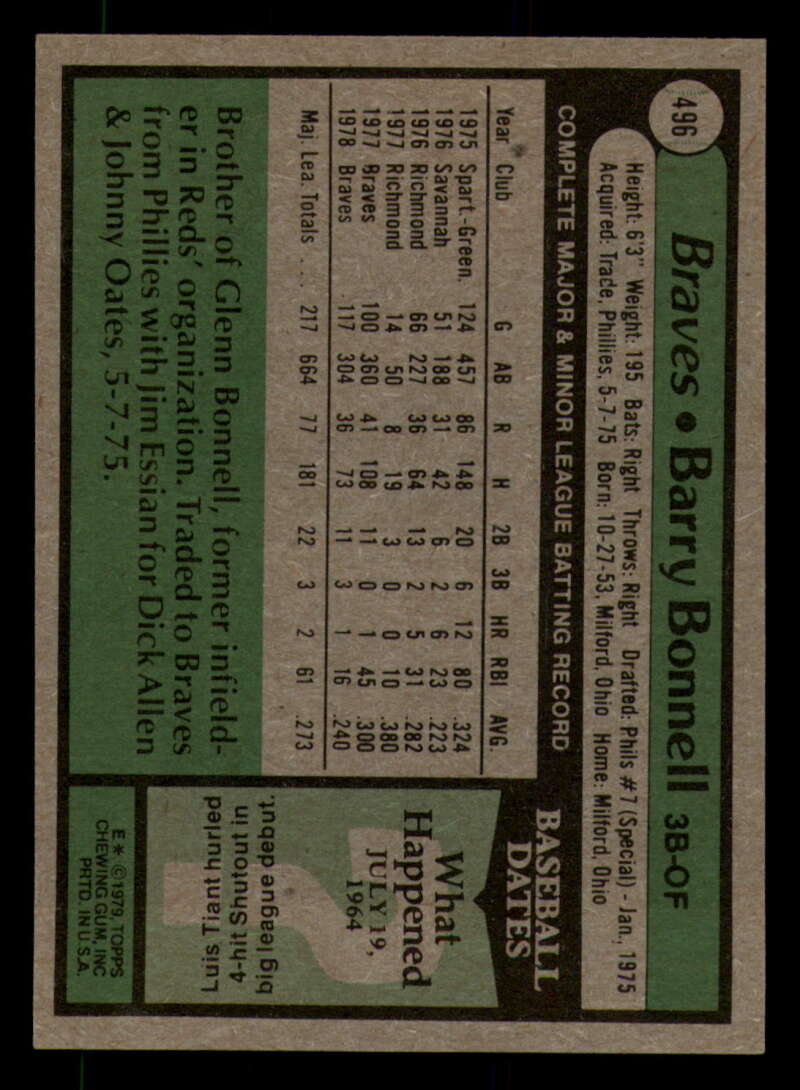 496
Braves • Barry Bonnell 3B-OF
Height: 6'3" Weight: 195 Bats: Right Throws: Right Drafted: Phils #7 (Special) - Jan., 1975
Acquired: Trade, Phillies, 5-7-75 Born: 10-27-53, Milford, Ohio Home: Milford, Ohio
COMPLETE MAJOR & MINOR LEAGUE BATTING RECORD
Year Club G AB R H 2B 3B HR RBI AVG.
1975 Spart.-Green. 124 457 86 148 20 6 12 80 .324
1976 Savannah 51 188 31 42 6 2 6 23 .223
1976 Richmond 66 227 36 64 13 2 5 31 .282
1977 Richmond 14 50 8 19 3 0 0 10 .380
1977 Braves 100 360 41 108 11 0 1 45 .300
1978 Braves 117 304 36 73 11 3 1 16 .240
Maj. Lea. Totals . . . 217 664 77 181 22 3 2 61 .273
Brother of Glenn Bonnell, former infield-
er in Reds' organization. Traded to Braves
from Phillies with Jim Essian for Dick Allen
& Johnny Oates, 5-7-75.
BASEBALL
DATES
What
Happened
JULY 19,
1964
Luis Tiant hurled
4-hit Shutout in
big league debut.
E* ©1979, TOPPS
CHEWING GUM, INC
PRTD. IN U.S.A.